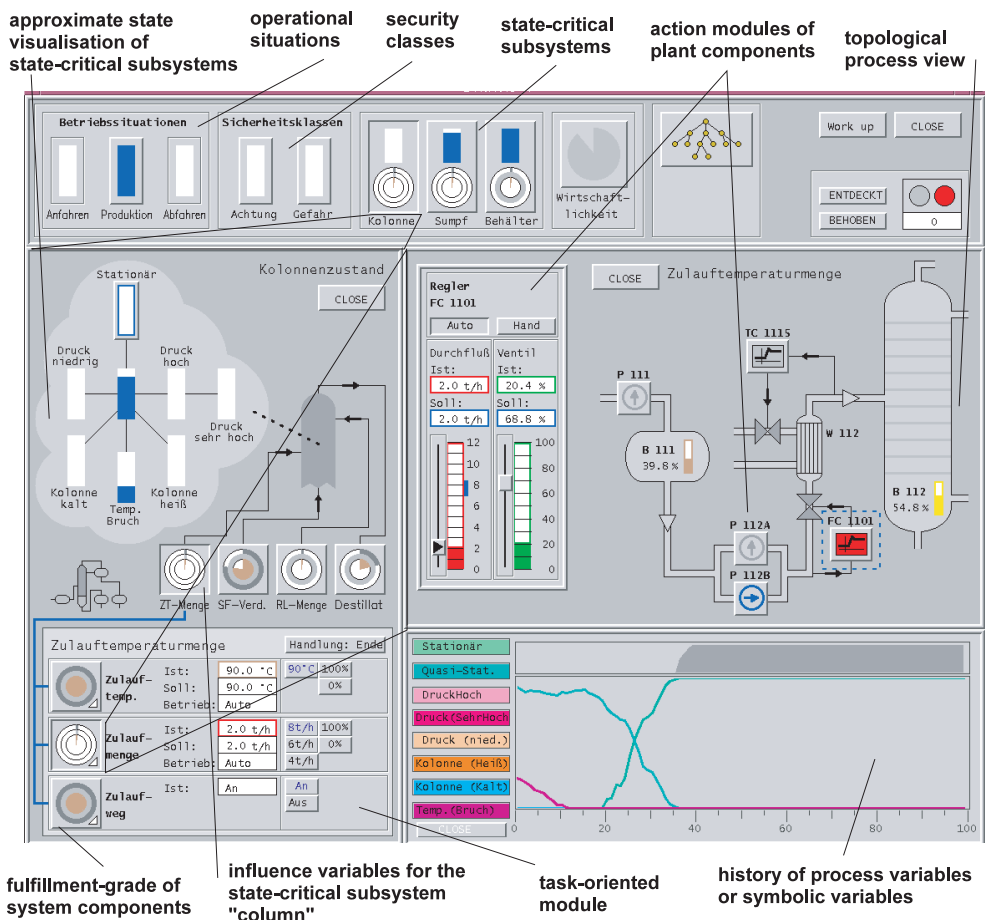 approximate state
visualisation of
state-critical subsystems
operational
situations
security
classes
state-critical
subsystems
action modules of
plant components
topological
process view
Betriebssituationen
Anfahren
Produktion
Abfahren
Sicherheitsklassen
Achtung
Gefahr
Kolonne
Sumpf
Behälter
Wirtschaft-
lichkeit
Work up
CLOSE
ENTDECKT
BEHOBEN
0
Kolonnenzustand
CLOSE
Stationär
Druck
niedrig
Druck
hoch
Druck
sehr hoch
Kolonne
kalt
Temp.
Bruch
Kolonne
heiß
ZT-Menge
SF-Verd.
RL-Menge
Destillat
Zulauftemperaturmenge
Handlung: Ende
Zulauf-
temp.
Ist:
90.0 °C
Soll:
90.0 °C
Betrieb:
Auto
90°C
100%
0%
Zulauf-
menge
Ist:
2.0 t/h
Soll:
2.0 t/h
Betrieb:
Auto
8t/h
100%
6t/h
0%
4t/h
Zulauf-
weg
Ist:
An
An
Aus
Regler
FC 1101
Auto
Hand
Durchfluß
Ist:
2.0 t/h
Soll:
2.0 t/h
12
10
8
6
4
2
0
Ventil
Ist:
20.4 %
Soll:
68.8 %
100
80
60
40
20
0
CLOSE
Zulauftemperaturmenge
TC 1115
P 111
W 112
B 111
39.8 %
B 112
54.8 %
P 112A
FC 1101
P 112B
Stationär
Quasi-Stat.
DruckHoch
Druck(SehrHoch
Druck (nied.)
Kolonne (Heiß)
Kolonne (Kalt)
Temp.(Bruch)
CLOSE
0
20
40
60
80
100
fulfillment-grade of
system components
influence variables for the
state-critical subsystem
"column"
task-oriented
module
history of process variables
or symbolic variables